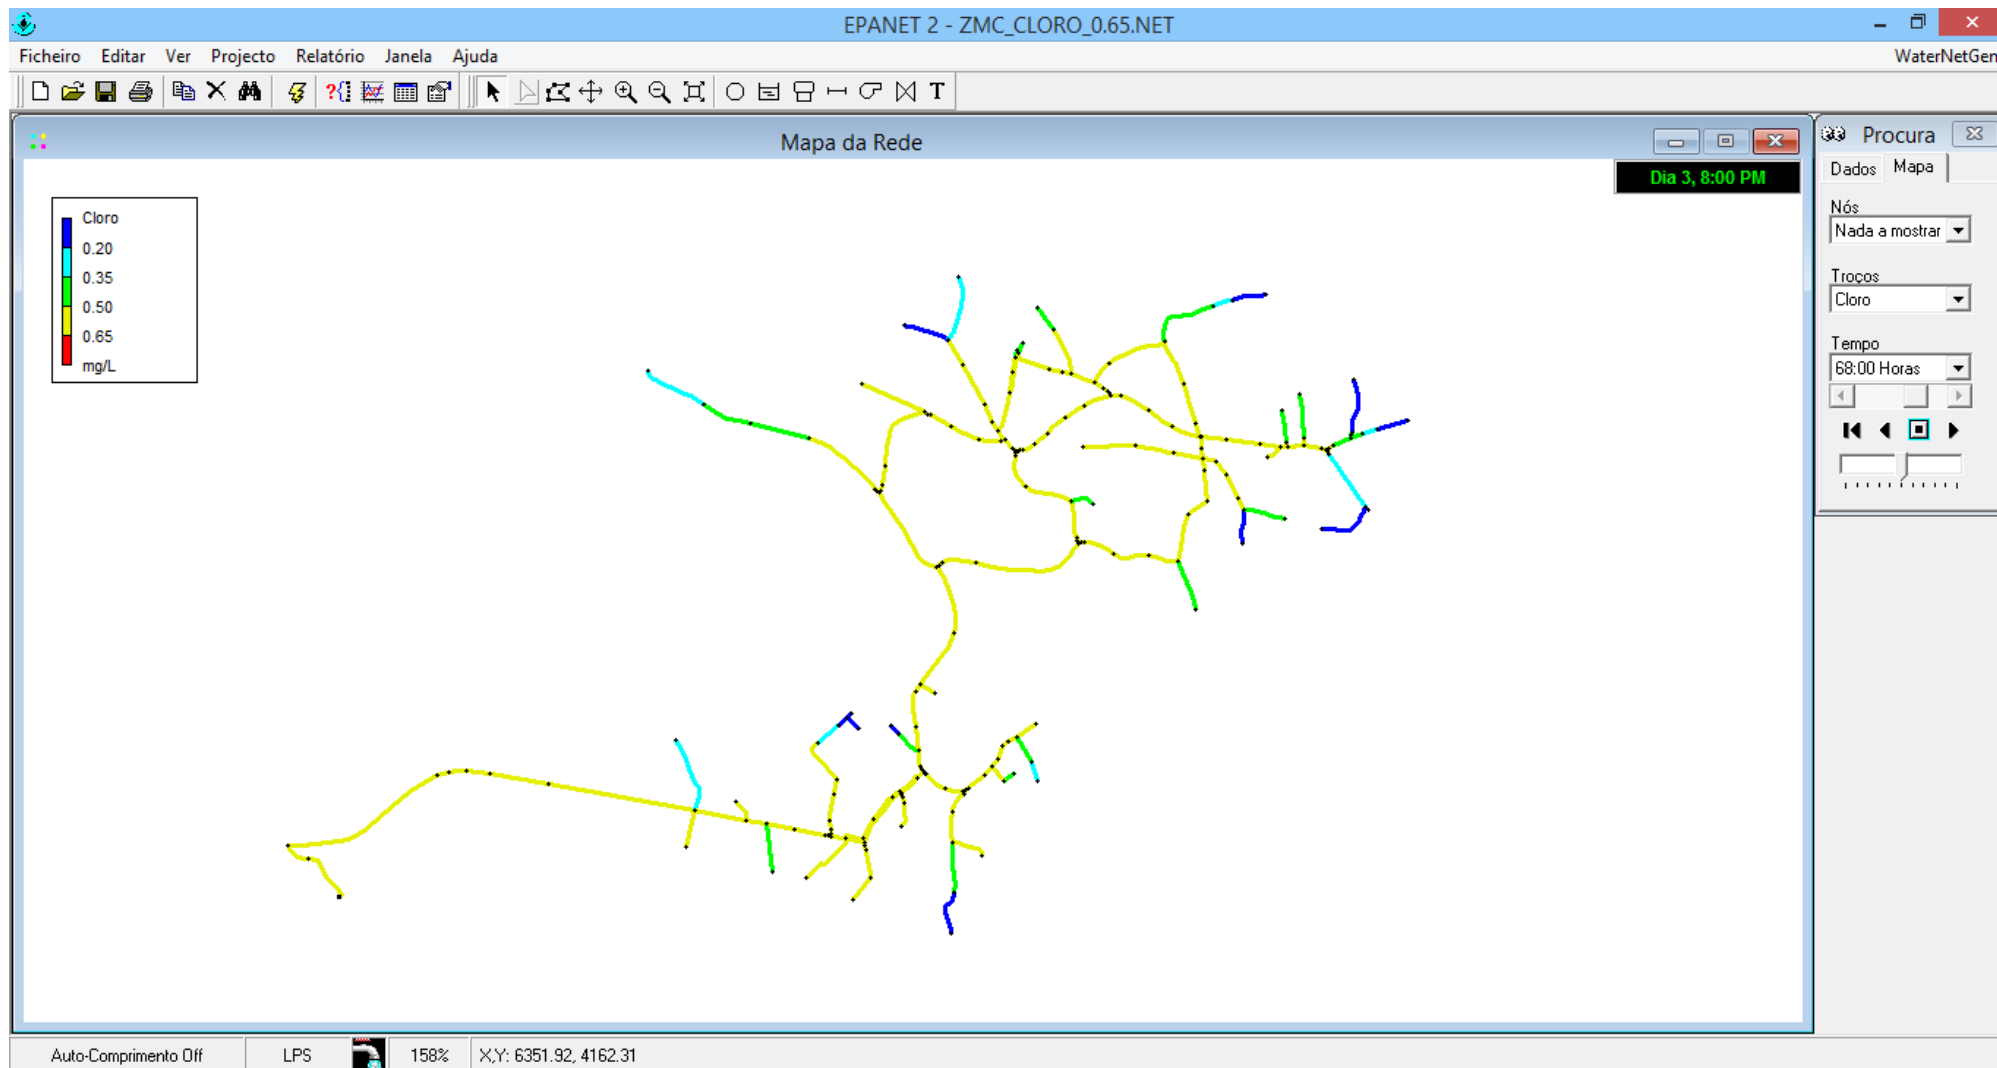 EPANET 2 - ZMC_CLORO_0.65.NET
Ficheiro Editar Ver Projecto Relatório Janela Ajuda WaterNetGen
?{} T
Mapa da Rede
Dia 3, 8:00 PM
Cloro
0.20
0.35
0.50
0.65
mg/L
Procura
Dados Mapa
Nós
Nada a mostrar
Troços
Cloro
Tempo
68:00 Horas
Auto-Comprimento Off LPS 158% X,Y: 6351.92, 4162.31